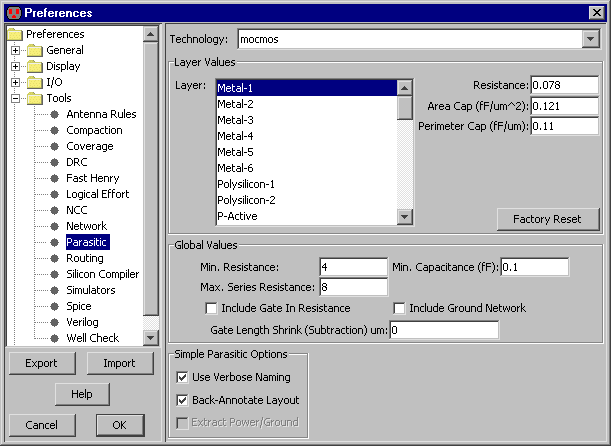 Preferences
Preferences
General
Display
I/O
Tools
Antenna Rules
Compaction
Coverage
DRC
Fast Henry
Logical Effort
NCC
Network
Parasitic
Routing
Silicon Compiler
Simulators
Spice
Verilog
Well Check
Export Import
Help
Cancel OK
Technology: mocmos
Layer Values
Layer:
Metal-1
Metal-2
Metal-3
Metal-4
Metal-5
Metal-6
Polysilicon-1
Polysilicon-2
P-Active
Resistance: 0.078
Area Cap (fF/um^2): 0.121
Perimeter Cap (fF/um): 0.11
Factory Reset
Global Values
Min. Resistance: 4 Min. Capacitance (fF): 0.1
Max. Series Resistance: 8
Include Gate In Resistance Include Ground Network
Gate Length Shrink (Subtraction) um: 0
Simple Parasitic Options
Use Verbose Naming
Back-Annotate Layout
Extract Power/Ground